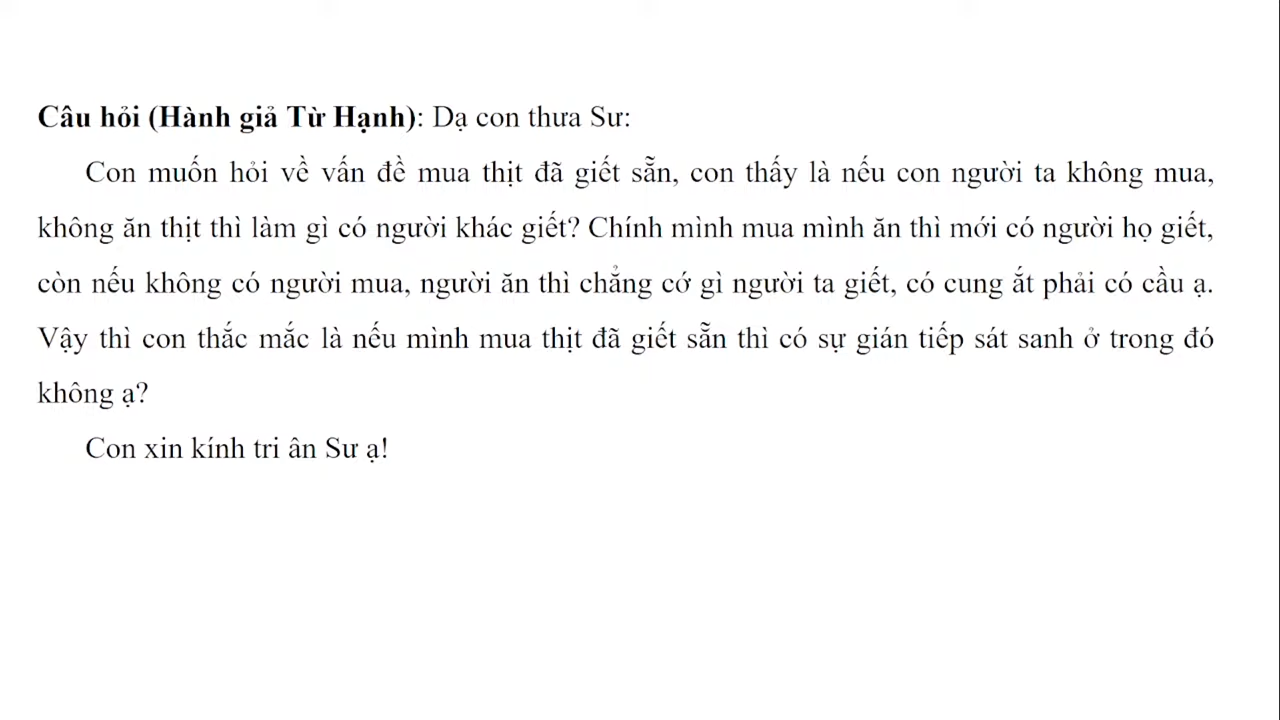 Câu hỏi (Hành giả Từ Hạnh): Dạ con thưa Sư:
Con muốn hỏi về vấn đề mua thịt đã giết sẵn, con thấy là nếu con người ta không mua,
không ăn thịt thì làm gì có người khác giết? Chính mình mua mình ăn thì mới có người họ giết,
còn nếu không có người mua, người ăn thì chẳng cớ gì người ta giết, có cung ắt phải có cầu ạ.
Vậy thì con thắc mắc là nếu mình mua thịt đã giết sẵn thì có sự gián tiếp sát sanh ở trong đó
không ạ?
Con xin kính tri ân Sư ạ!